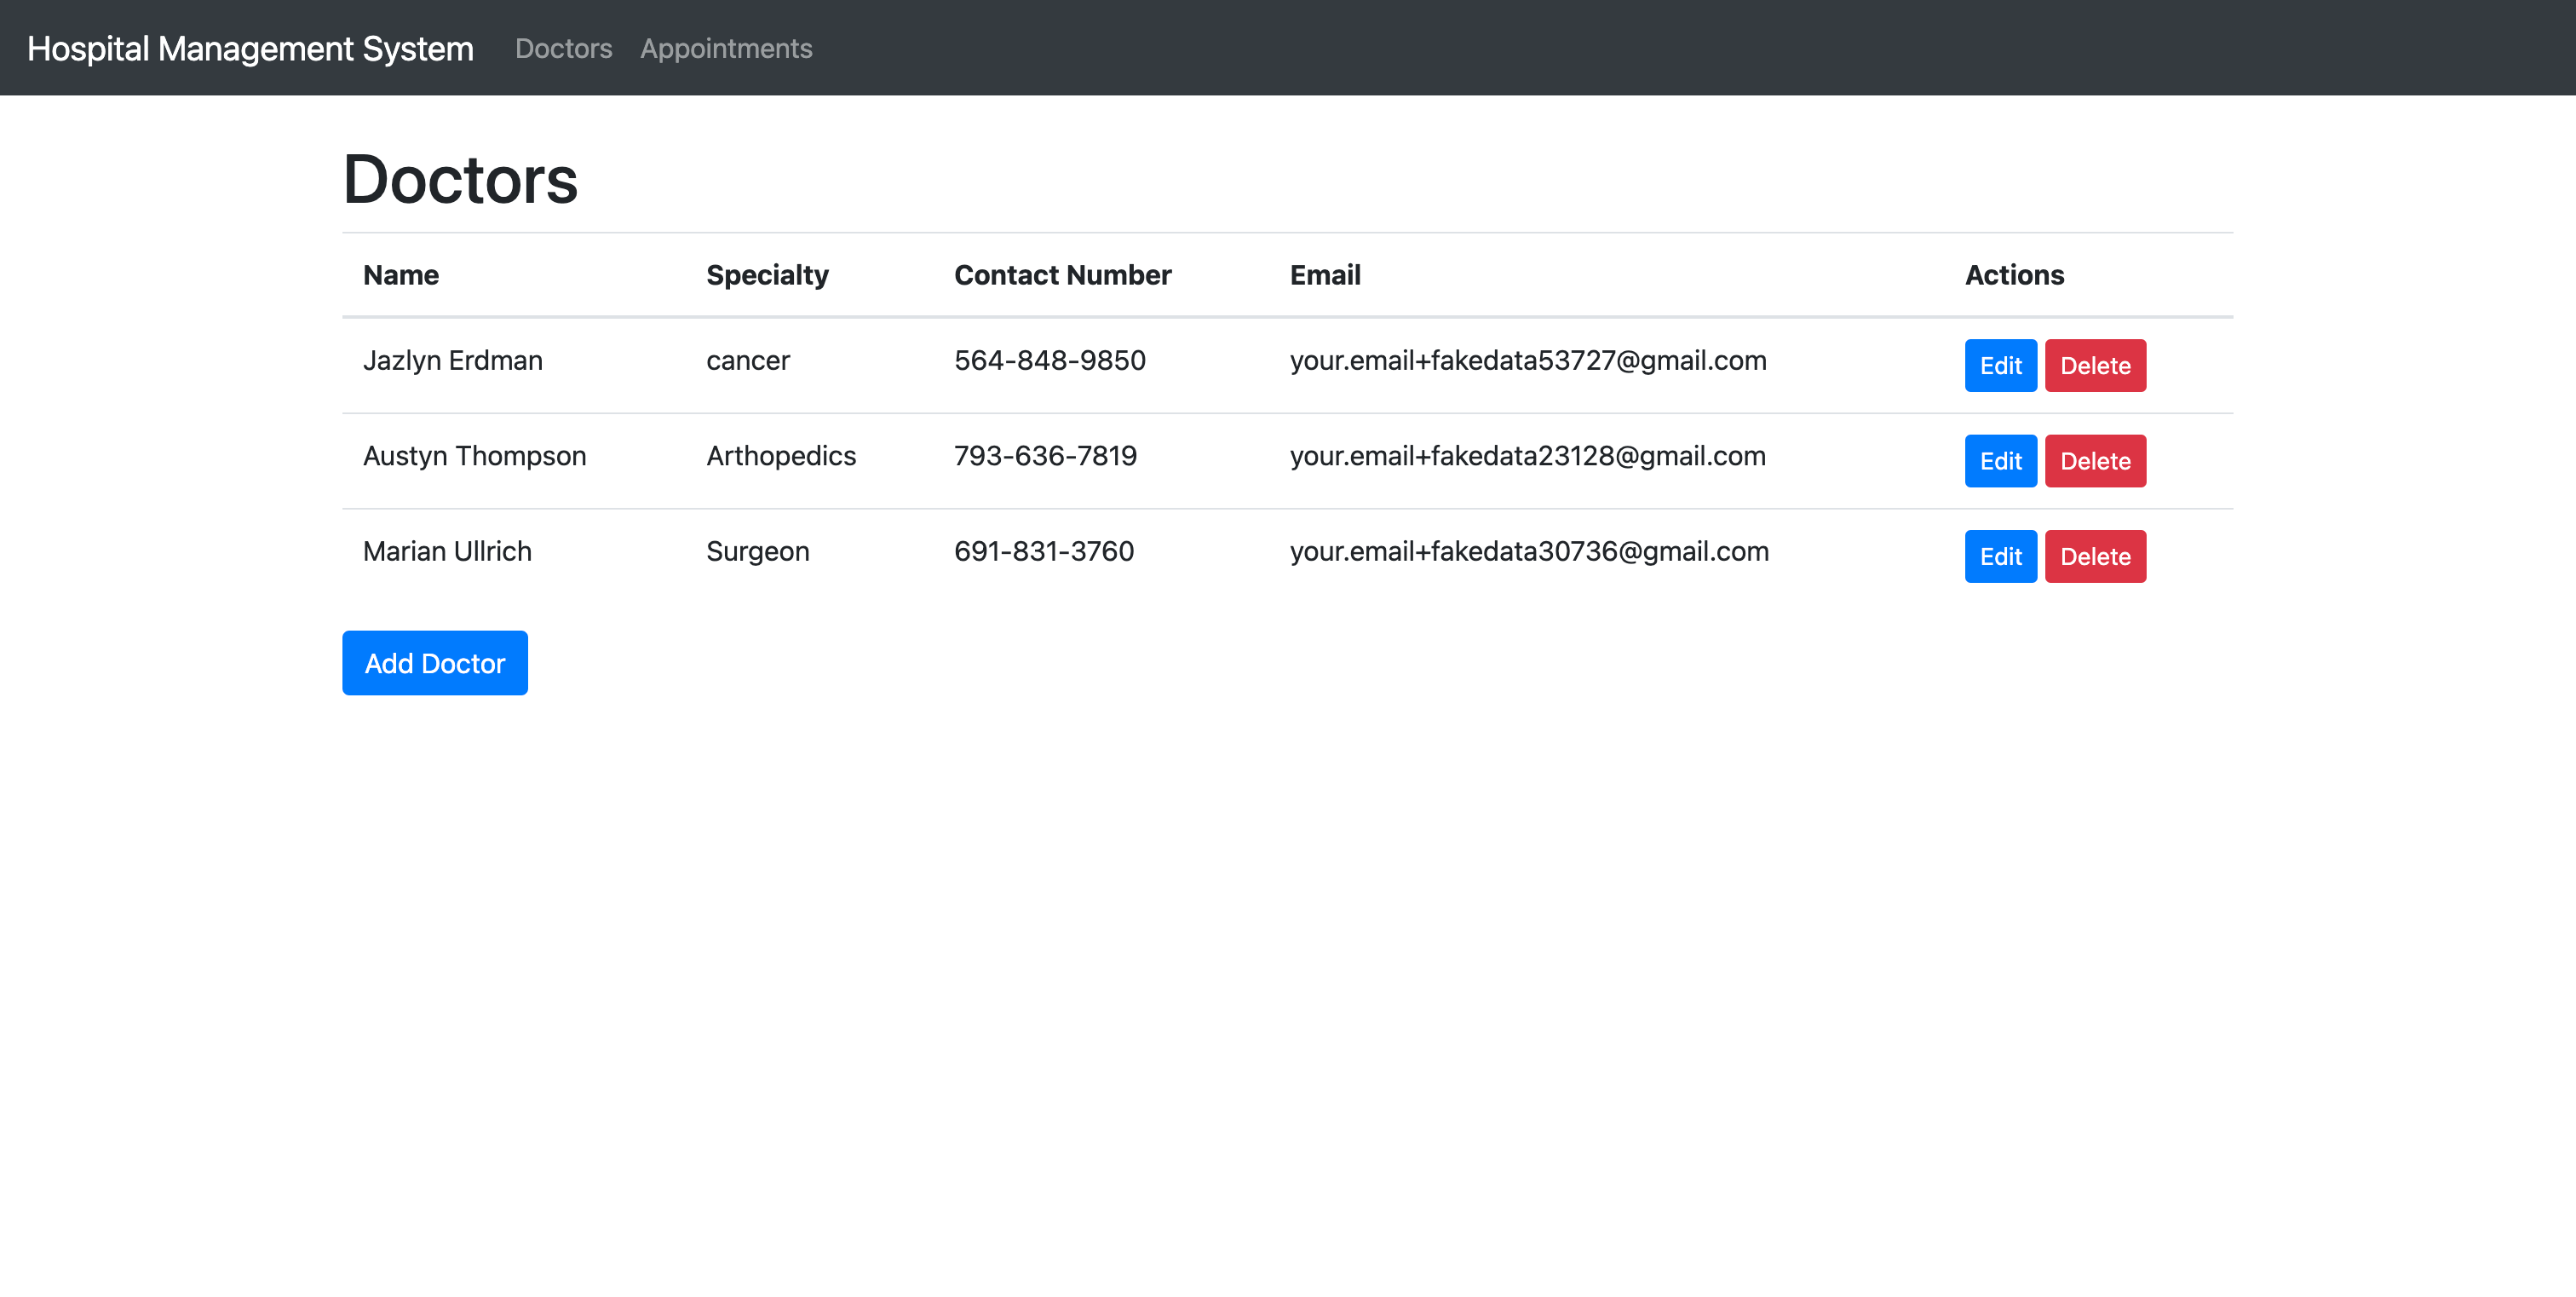 Hospital Management System Doctors Appointments
Doctors
Name Specialty Contact Number Email Actions
Jazlyn Erdman cancer 564-848-9850 your.email+fakedata53727@gmail.com Edit Delete
Austyn Thompson Arthopedics 793-636-7819 your.email+fakedata23128@gmail.com Edit Delete
Marian Ullrich Surgeon 691-831-3760 your.email+fakedata30736@gmail.com Edit Delete
Add Doctor